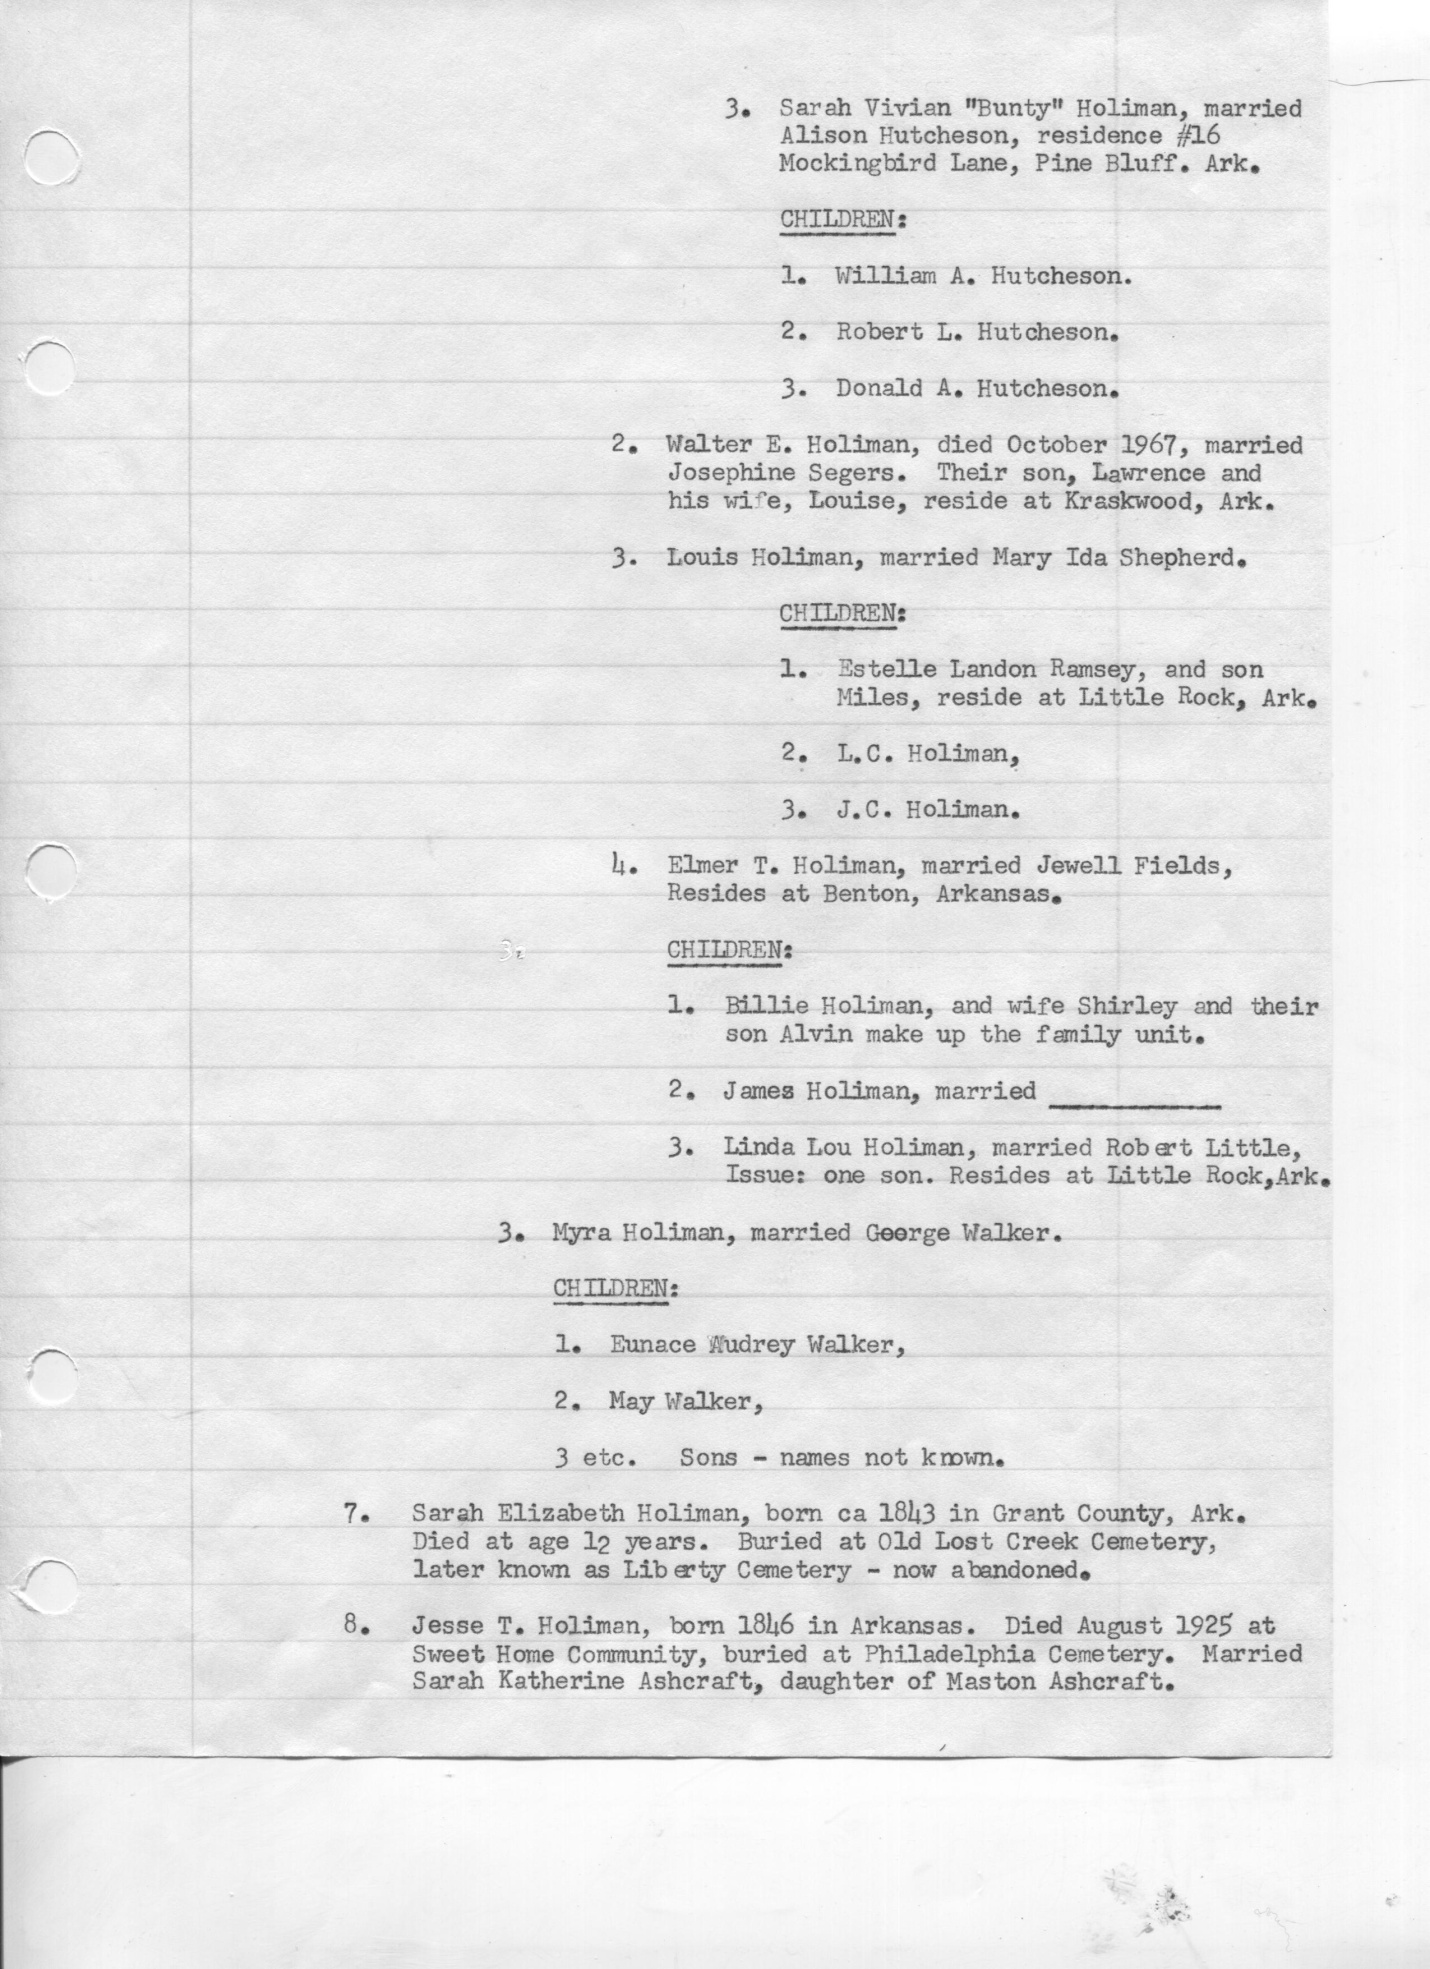 3. Sarah Vivian "Bunty" Holiman, married
Alison Hutcheson, residence #16
Mockingbird Lane, Pine Bluff. Ark.
CHILDREN:
1. William A. Hutcheson.
2. Robert L. Hutcheson.
3. Donald A. Hutcheson.
2. Walter E. Holiman, died October 1967, married
Josephine Segers. Their son, Lawrence and
his wife, Louise, reside at Kraskwood, Ark.
3. Louis Holiman, married Mary Ida Shepherd.
CHILDREN:
1. Estelle Landon Ramsey, and son
Miles, reside at Little Rock, Ark.
2. L.C. Holiman,
3. J.C. Holiman.
4. Elmer T. Holiman, married Jewell Fields,
Resides at Benton, Arkansas.
3. CHILDREN:
1. Billie Holiman, and wife Shirley and their
son Alvin make up the family unit.
2. James Holiman, married ____________
3. Linda Lou Holiman, married Robert Little,
Issue: one son. Resides at Little Rock,Ark.
3. Myra Holiman, married George Walker.
CHILDREN:
1. Eunace Audrey Walker,
2. May Walker,
3 etc. Sons - names not known.
7. Sarah Elizabeth Holiman, born ca 1843 in Grant County, Ark.
Died at age 12 years. Buried at Old Lost Creek Cemetery,
later known as Liberty Cemetery - now abandoned.
8. Jesse T. Holiman, born 1846 in Arkansas. Died August 1925 at
Sweet Home Community, buried at Philadelphia Cemetery. Married
Sarah Katherine Ashcraft, daughter of Maston Ashcraft.